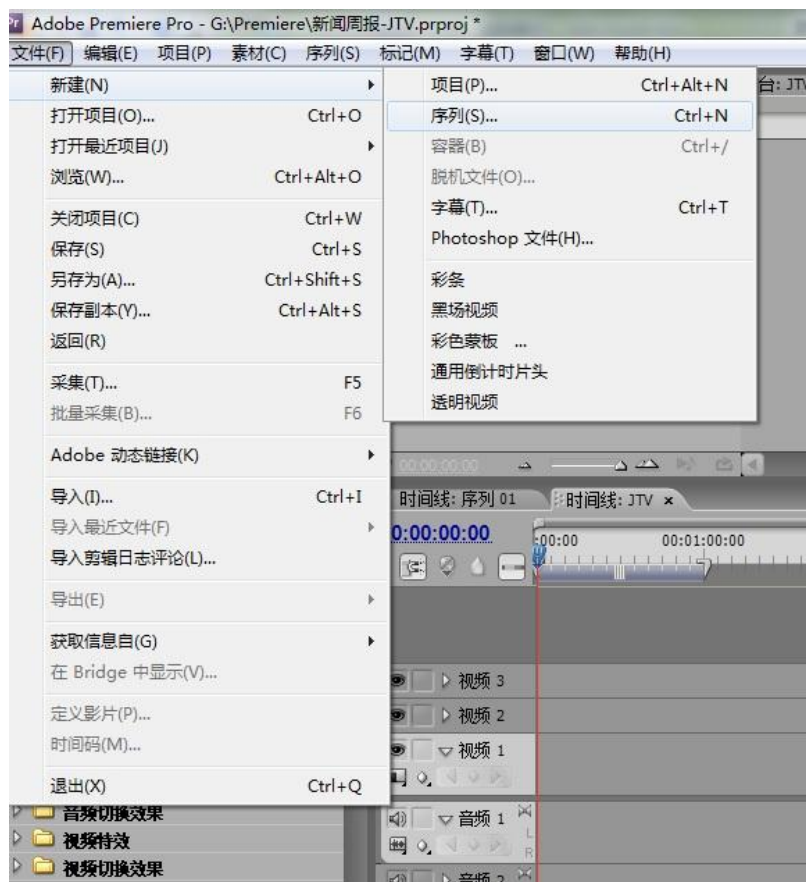 Adobe Premiere Pro - G:\Premiere\新闻周报-JTV.prproj *
文件(F) 编辑(E) 项目(P) 素材(C) 序列(S) 标记(M) 字幕(T) 窗口(W) 帮助(H)
新建(N)
打开项目(O)... Ctrl+O
打开最近项目(J)
浏览(W)... Ctrl+Alt+O
关闭项目(C) Ctrl+W
保存(S) Ctrl+S
另存为(A)... Ctrl+Shift+S
保存副本(Y)... Ctrl+Alt+S
返回(R)
采集(T)... F5
批量采集(B)... F6
Adobe 动态链接(K)
导入(I)... Ctrl+I
导入最近文件(F)
导入剪辑日志评论(L)...
导出(E)
获取信息自(G)
在 Bridge 中显示(V)...
定义影片(P)...
时间码(M)...
退出(X) Ctrl+Q
音频切换效果
视频特效
视频切换效果
项目(P)... Ctrl+Alt+N
序列(S)... Ctrl+N
容器(B) Ctrl+/
脱机文件(O)...
字幕(T)... Ctrl+T
Photoshop 文件(H)...
彩条
黑场视频
彩色蒙板 ...
通用倒计时片头
透明视频
台: JTV
00:00:00:00
时间线: 序列 01 时间线: JTV ×
0:00:00:00
:00:00 00:01:00:00
视频 3
视频 2
视频 1
音频 1
L
R
音频 2